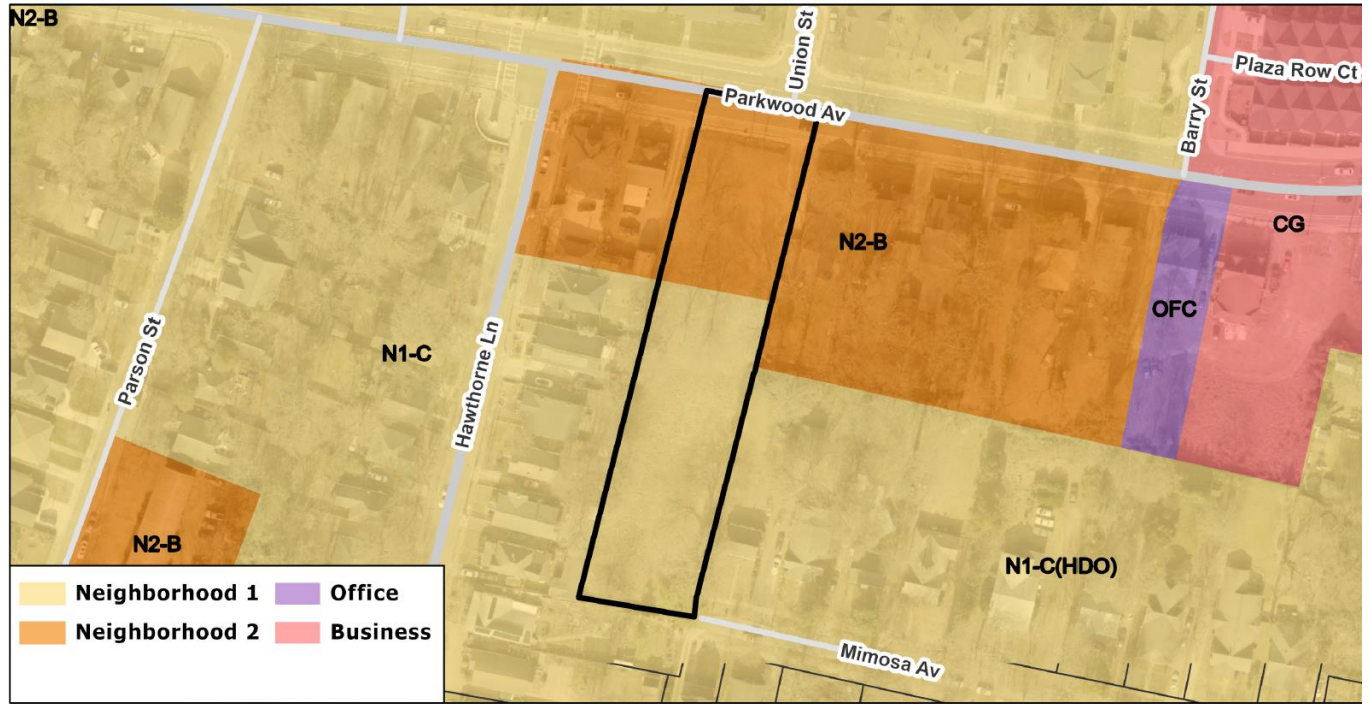 N2-B
Union St
Plaza Row Ct
Parkwood Av
Barry St
CG
N2-B
OFC
Parson St
N1-C
Hawthorne Ln
N2-B
N1-C(HDO)
Mimosa Av
Neighborhood 1
Office
Neighborhood 2
Business